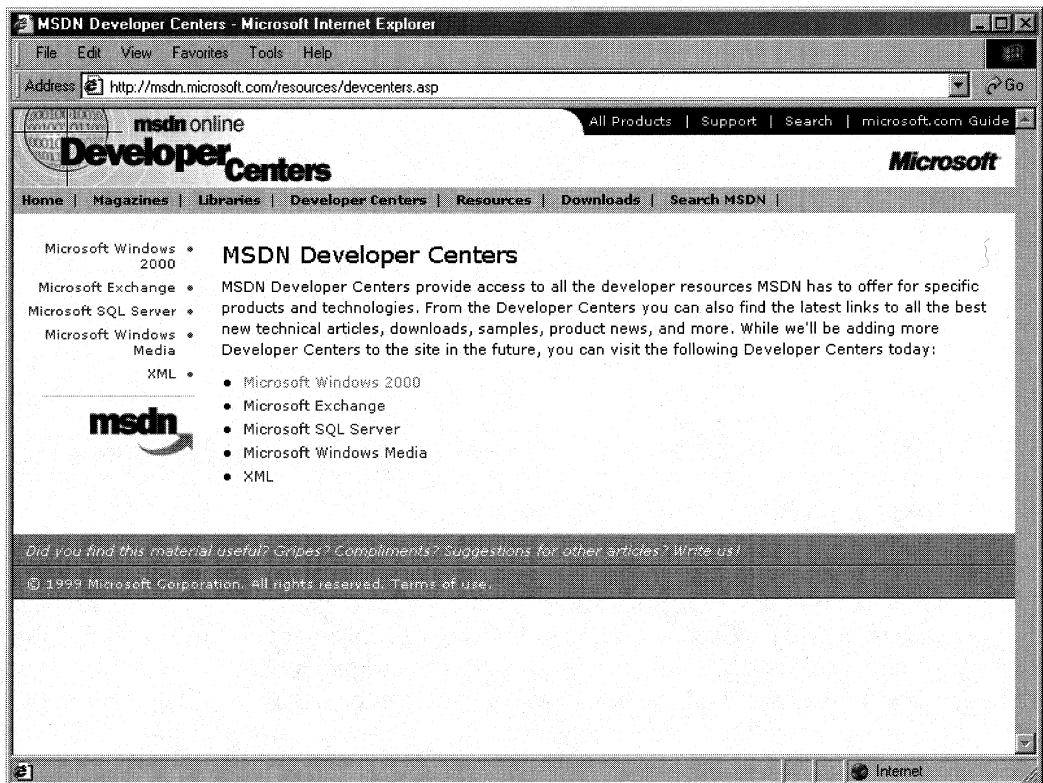 MSDN Developer Centers - Microsoft Internet Explorer
File Edit View Favorites Tools Help
Address http://msdn.microsoft.com/resources/devcenters.asp Go
All Products | Support | Search | microsoft.com Guide
msdn online
Developer Centers
Microsoft
Home | Magazines | Libraries | Developer Centers | Resources | Downloads | Search MSDN |
Microsoft Windows
2000
Microsoft Exchange
Microsoft SQL Server
Microsoft Windows
Media
XML
msdn
MSDN Developer Centers
MSDN Developer Centers provide access to all the developer resources MSDN has to offer for specific
products and technologies. From the Developer Centers you can also find the latest links to all the best
new technical articles, downloads, samples, product news, and more. While we'll be adding more
Developer Centers to the site in the future, you can visit the following Developer Centers today:
• Microsoft Windows 2000
• Microsoft Exchange
• Microsoft SQL Server
• Microsoft Windows Media
• XML
Did you find this material useful? Gripes? Compliments? Suggestions for other articles? Write us!
© 1999 Microsoft Corporation. All rights reserved. Terms of use.
Internet